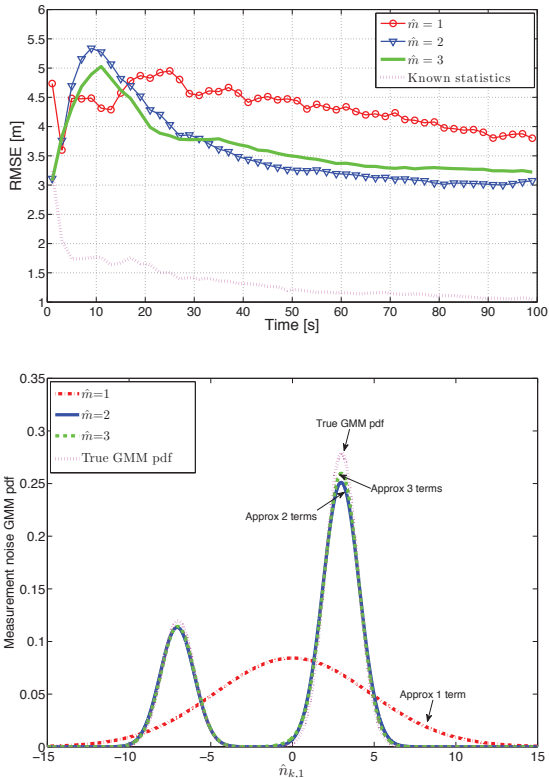 6
5.5
5
4.5
4
3.5
3
2.5
2
1.5
1
RMSE [m]
0 10 20 30 40 50 60 70 80 90 100
Time [s]
m̂ = 1
m̂ = 2
m̂ = 3
Known statistics
0.35
0.3
0.25
0.2
0.15
0.1
0.05
0
Measurement noise GMM pdf
m̂=1
m̂=2
m̂=3
True GMM pdf
True GMM pdf
Approx 3 terms
Approx 2 terms
Approx 1 term
−15 −10 −5 0 5 10 15
n̂k,1